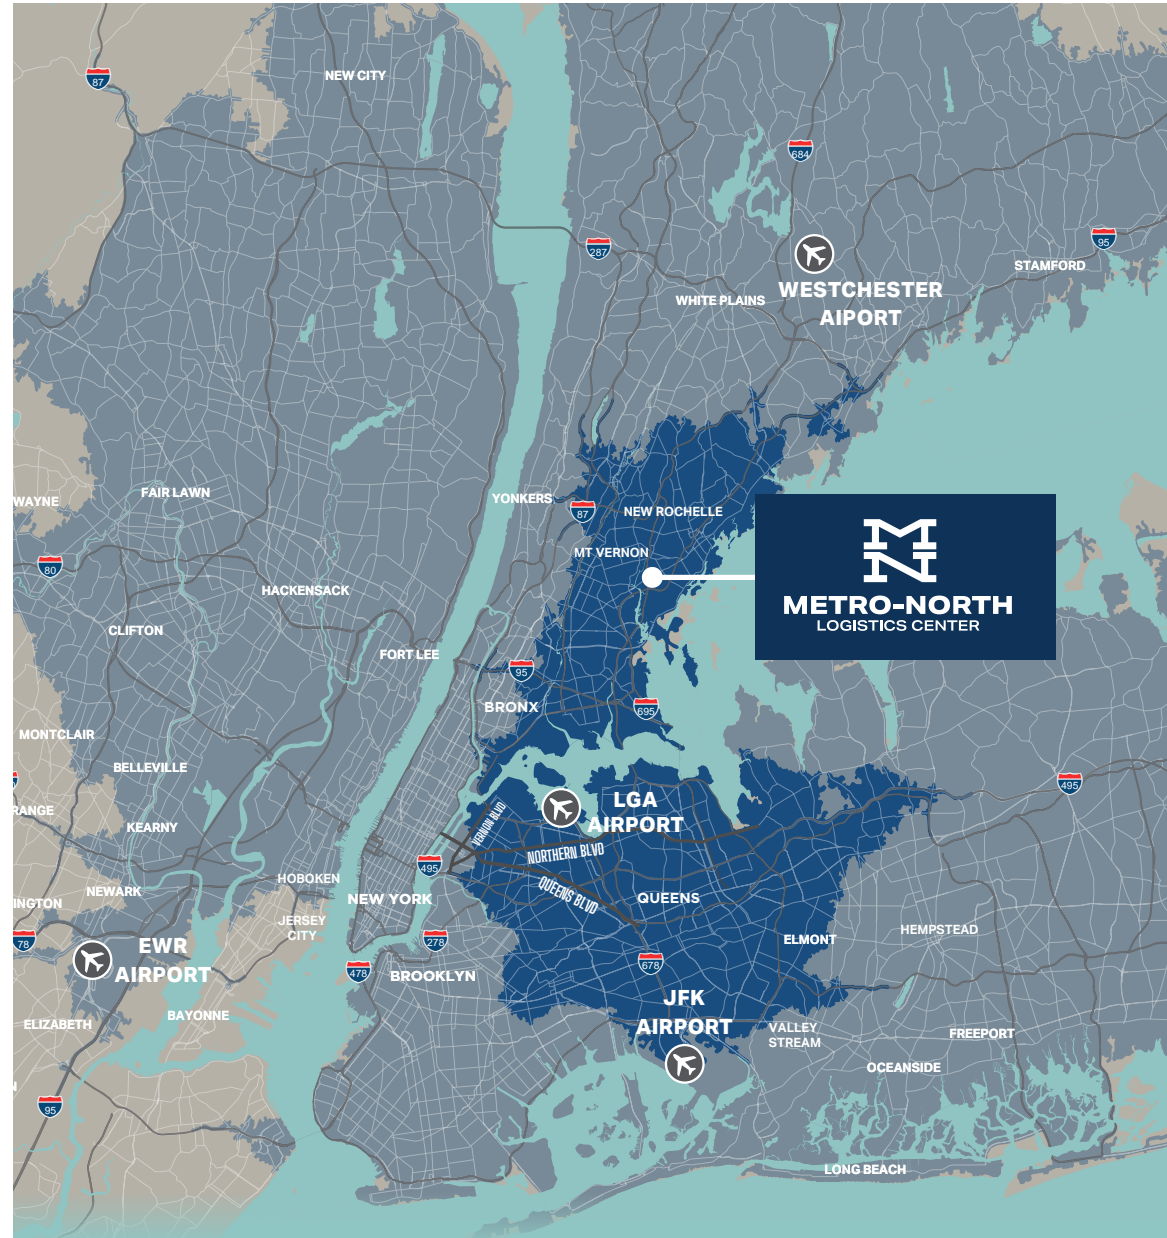 NEW CITY
87
684
95
STAMFORD
287
WESTCHESTER
AIPORT
WHITE PLAINS
WAYNE
FAIR LAWN
YONKERS
87
NEW ROCHELLE
MT VERNON
80
HACKENSACK
METRO-NORTH
LOGISTICS CENTER
CLIFTON
FORT LEE
95
BRONX
695
MONTCLAIR
BELLEVILLE
495
RANGE
KEARNY
LGA
AIRPORT
VERNON BLVD
NORTHERN BLVD
495
HOBOKEN
NEWARK
NEW YORK
QUEENS BLVD
QUEENS
INGTON
JERSEY
CITY
78
EWR
AIRPORT
278
478
BROOKLYN
678
ELMONT
HEMPSTEAD
JFK
AIRPORT
ELIZABETH
BAYONNE
VALLEY
STREAM
FREEPORT
OCEANSIDE
N
95
LONG BEACH